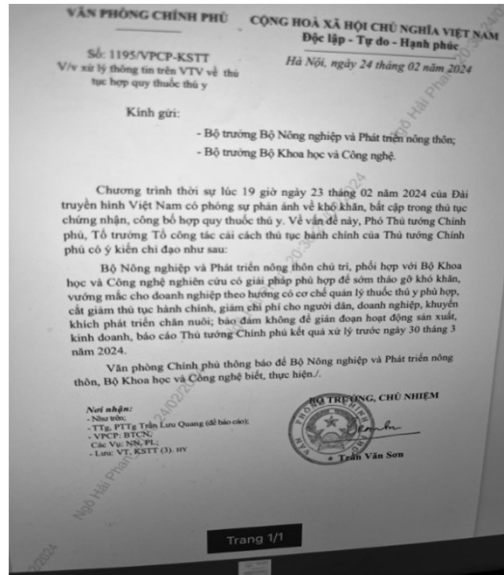 VĂN PHÒNG CHÍNH PHỦ
CỘNG HOÀ XÃ HỘI CHỦ NGHĨA VIỆT NAM
Độc lập - Tự do - Hạnh phúc
Số: 1195/VPCP-KSTT
V/v xử lý thông tin trên VTV về thủ
tục hợp quy thuốc thú y
Hà Nội, ngày 24 tháng 02 năm 2024
Kính gửi:
- Bộ trưởng Bộ Nông nghiệp và Phát triển nông thôn;
- Bộ trưởng Bộ Khoa học và Công nghệ.
Chương trình thời sự lúc 19 giờ ngày 23 tháng 02 năm 2024 của Đài
truyền hình Việt Nam có phóng sự phản ánh về khó khăn, bất cập trong thủ tục
chứng nhận, công bố hợp quy thuốc thú y. Về vấn đề này, Phó Thủ tướng Chính
phủ, Tổ trưởng Tổ công tác cải cách thủ tục hành chính của Thủ tướng Chính
phủ có ý kiến chỉ đạo như sau:
Bộ Nông nghiệp và Phát triển nông thôn chủ trì, phối hợp với Bộ Khoa
học và Công nghệ nghiên cứu có giải pháp phù hợp để sớm tháo gỡ khó khăn,
vướng mắc cho doanh nghiệp theo hướng có cơ chế quản lý thuốc thú y phù hợp,
cắt giảm thủ tục hành chính, giảm chi phí cho người dân, doanh nghiệp, khuyến
khích phát triển chăn nuôi; bảo đảm không để gián đoạn hoạt động sản xuất,
kinh doanh, báo cáo Thủ tướng Chính phủ kết quả xử lý trước ngày 30 tháng 3
năm 2024.
Văn phòng Chính phủ thông báo để Bộ Nông nghiệp và Phát triển nông
thôn, Bộ Khoa học và Công nghệ biết, thực hiện./.
Nơi nhận:
- Như trên;
- TTg, PTTg Trần Lưu Quang (để báo cáo);
- VPCP: BTCN,
Các Vụ: NN, PL;
- Lưu: VT, KSTT (3). HY
BỘ TRƯỞNG, CHỦ NHIỆM
Trần Văn Sơn
Ngô Hải Phan
24/02/2024
Trang 1/1